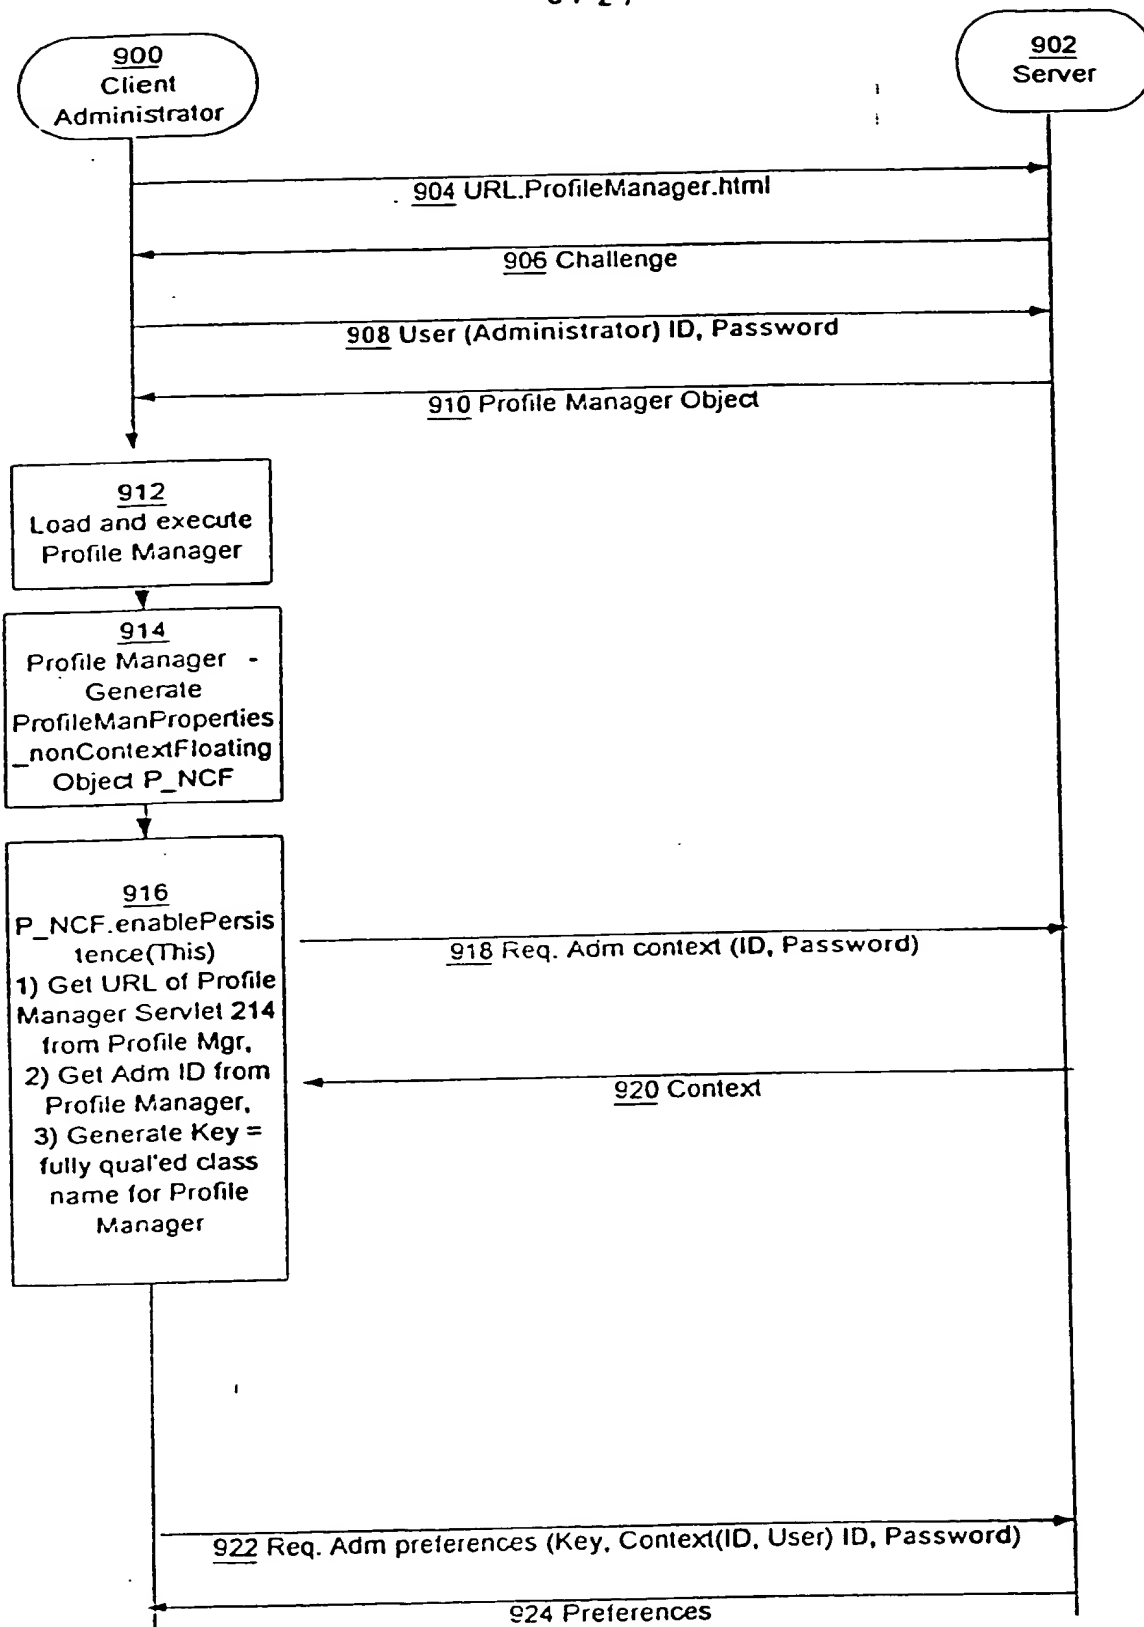 900
Client
Administrator
902
Server
904 URL.ProfileManager.html
906 Challenge
908 User (Administrator) ID, Password
910 Profile Manager Object
912
Load and execute
Profile Manager
914
Profile Manager -
Generate
ProfileManProperties
_nonContextFloating
Object P_NCF
916
P_NCF.enablePersis
tence(This)
1) Get URL of Profile
Manager Servlet 214
from Profile Mgr,
2) Get Adm ID from
Profile Manager,
3) Generate Key =
fully qual'ed class
name for Profile
Manager
918 Req. Adm context (ID, Password)
920 Context
922 Req. Adm preferences (Key, Context(ID, User) ID, Password)
924 Preferences